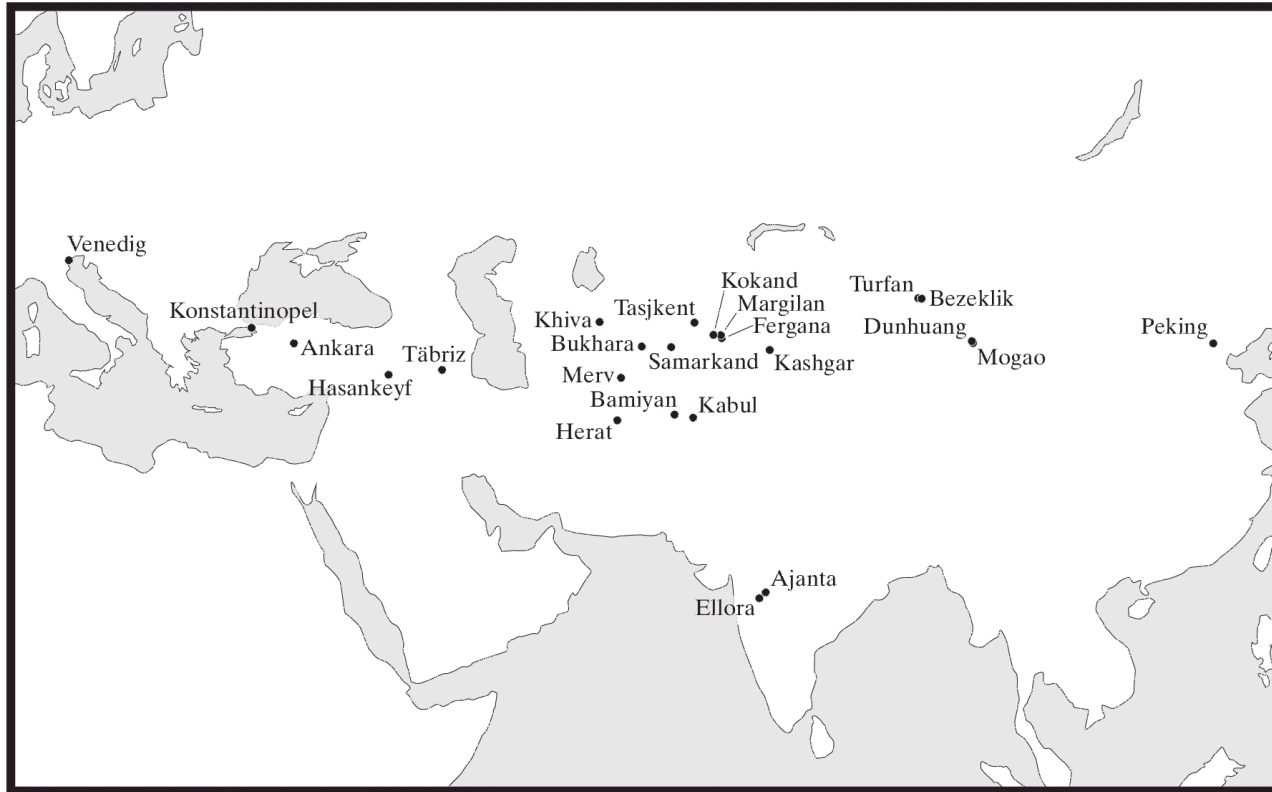 Venedig
Konstantinopel
Ankara
Hasankeyf
Täbriz
Khiva
Bukhara
Merv
Herat
Bamiyan
Kabul
Samarkand
Tasjkent
Kokand
Margilan
Fergana
Kashgar
Turfan
Bezeklik
Dunhuang
Mogao
Peking
Ajanta
Ellora